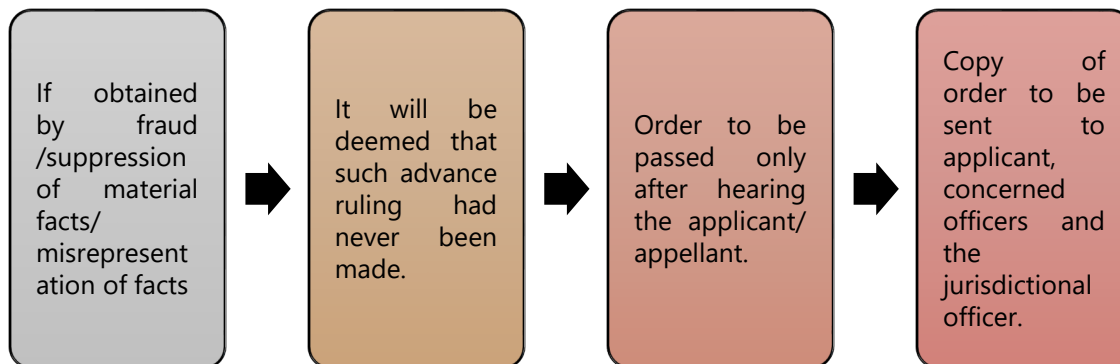 If obtained
by fraud
/suppression
of material
facts/
misrepresent
ation of facts
It will be
deemed that
such advance
ruling had
never been
made.
Order to be
passed only
after hearing
the applicant/
appellant.
Copy of
order to be
sent to
applicant,
concerned
officers and
the
jurisdictional
officer.